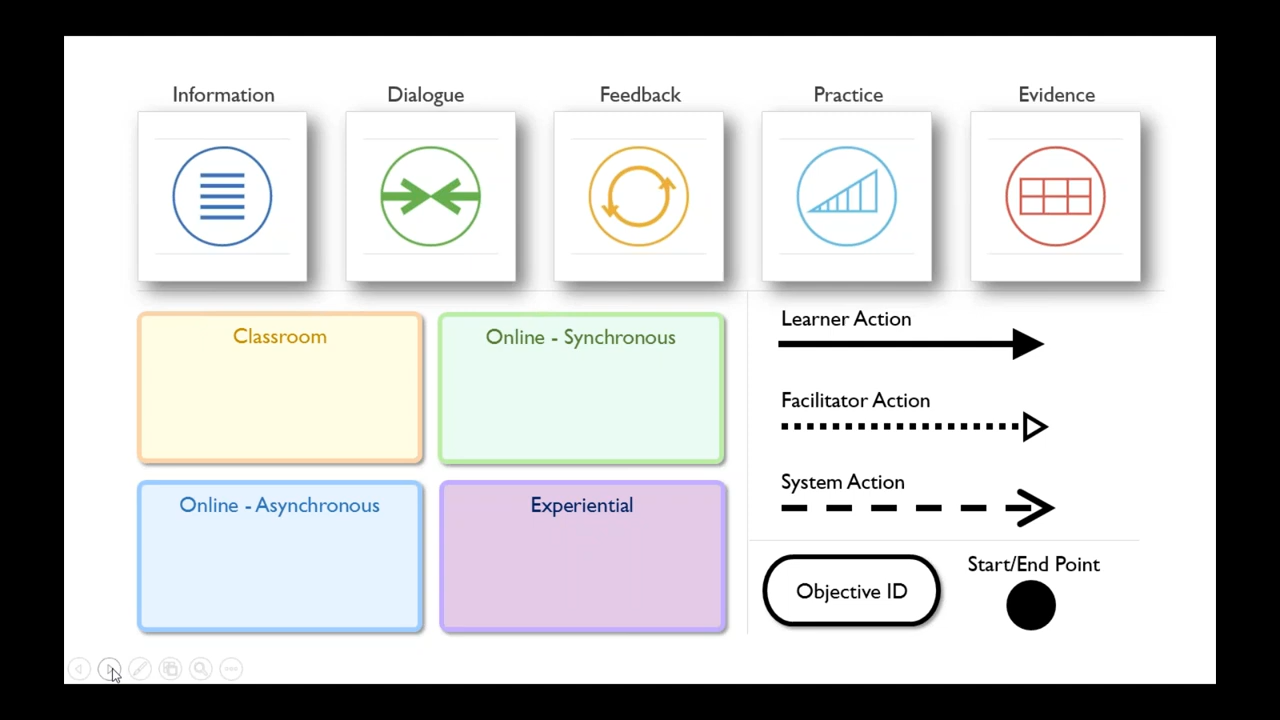 Information
Dialogue
Feedback
Practice
Evidence
Classroom
Online - Synchronous
Learner Action
Facilitator Action
System Action
Online - Asynchronous
Experiential
Objective ID
Start/End Point